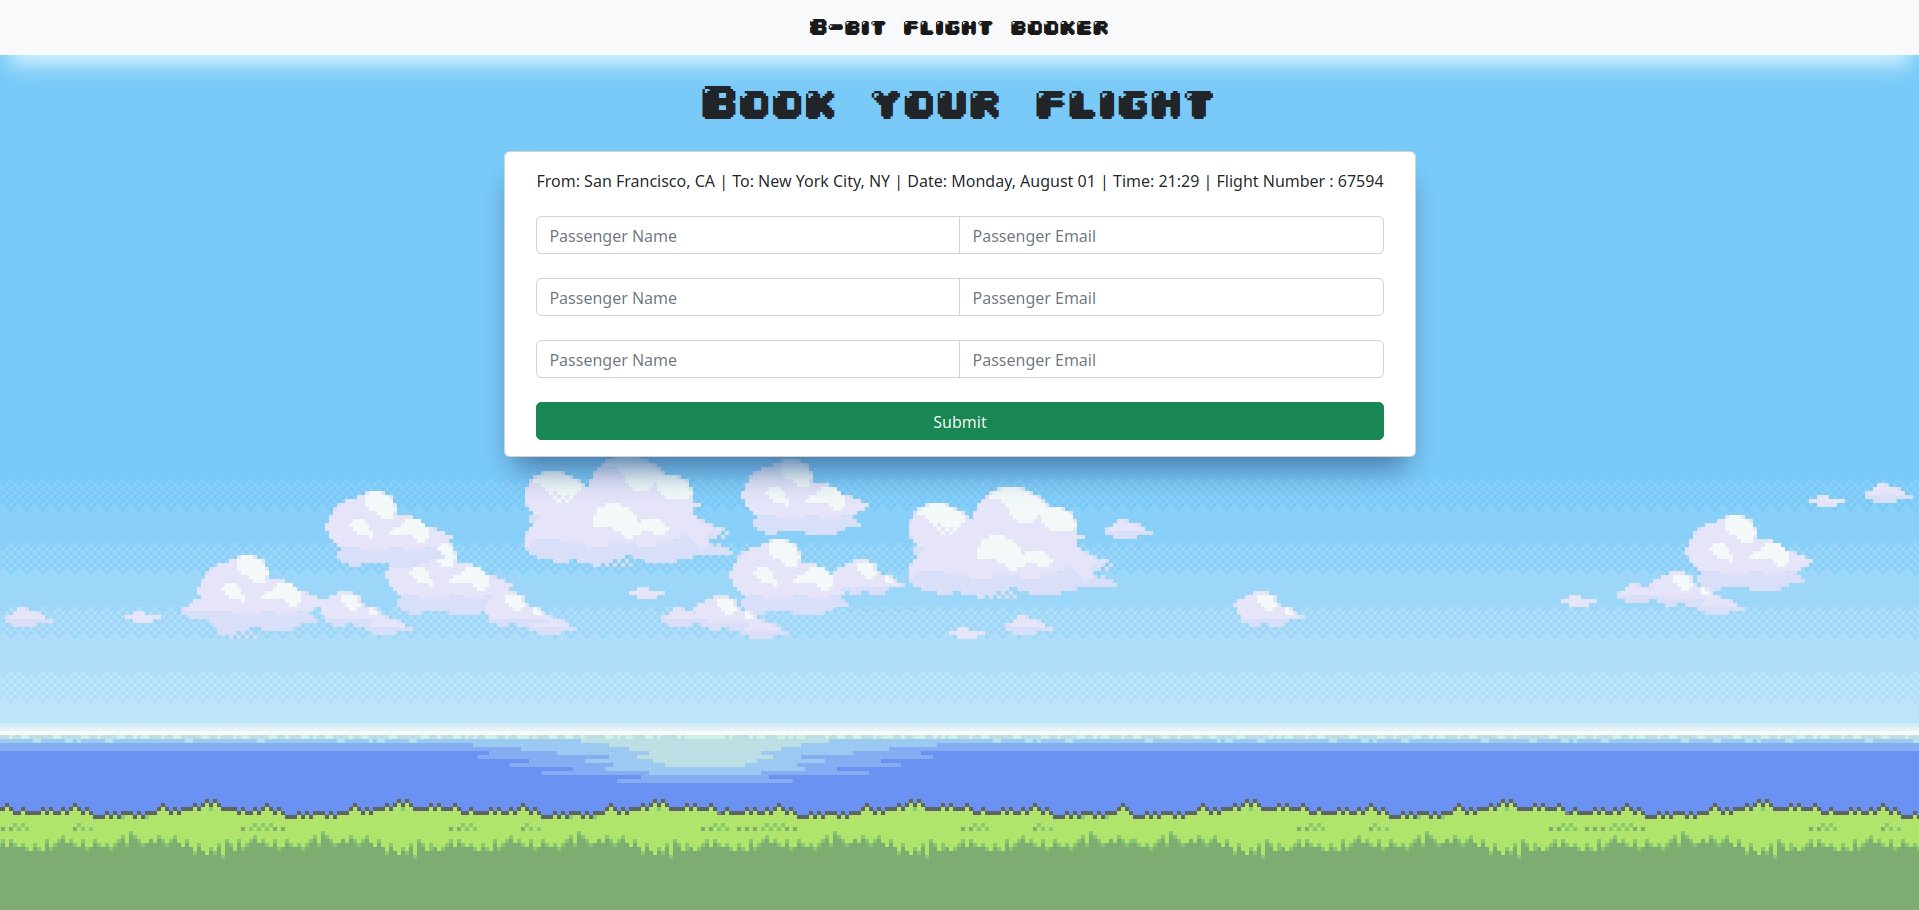 8-bit flight booker
Book your flight
From: San Francisco, CA | To: New York City, NY | Date: Monday, August 01 | Time: 21:29 | Flight Number : 67594
Passenger Name Passenger Email
Passenger Name Passenger Email
Passenger Name Passenger Email
Submit